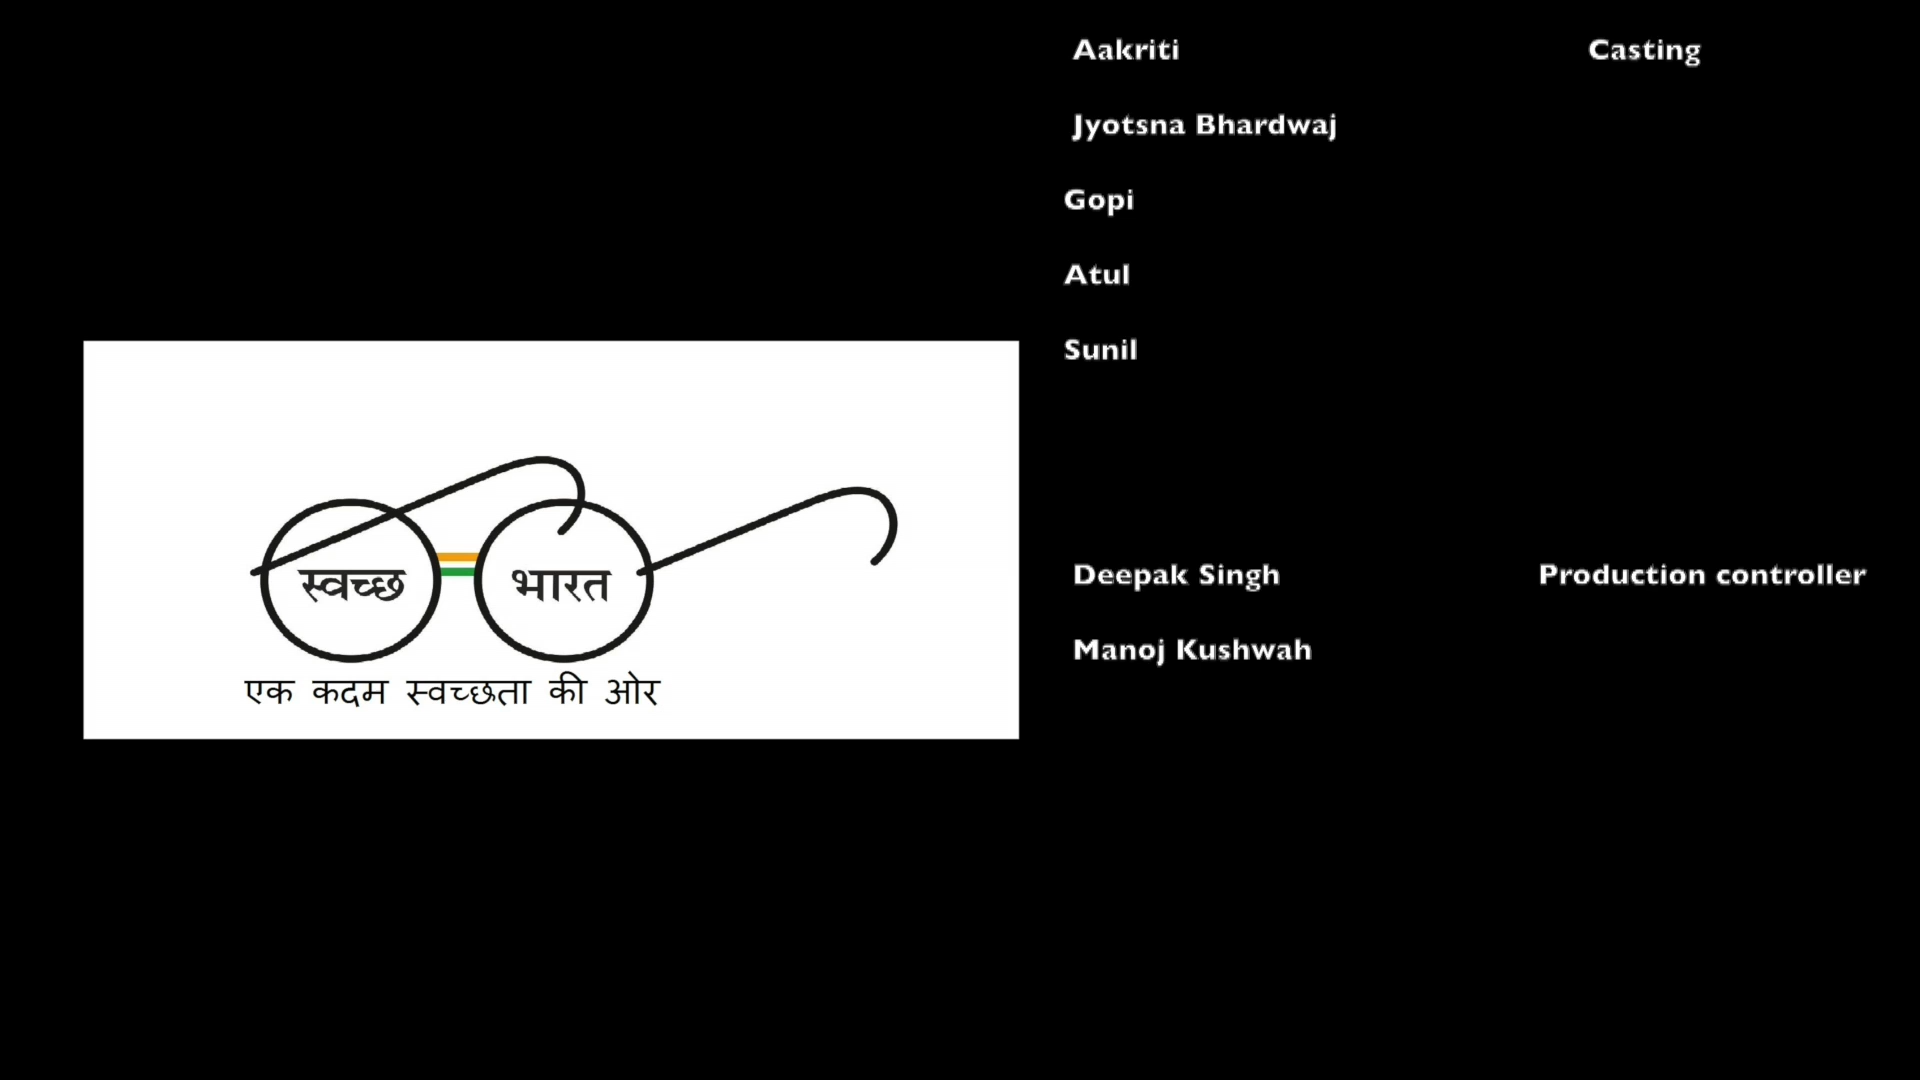 Aakriti Casting
Jyotsna Bhardwaj
Gopi
Atul
Sunil
स्वच्छ भारत
एक कदम स्वच्छता की ओर
Deepak Singh Production controller
Manoj Kushwah